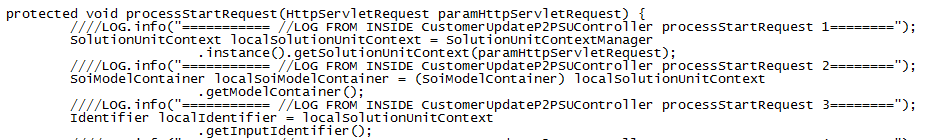 protected void processStartRequest(HttpServletRequest paramHttpServletRequest) {
////LOG.info("=========== //LOG FROM INSIDE CustomerUpdateP2PSUController processStartRequest 1========");
SolutionUnitContext localSolutionUnitContext = SolutionUnitContextManager
.instance().getSolutionUnitContext(paramHttpServletRequest);
////LOG.info("=========== //LOG FROM INSIDE CustomerUpdateP2PSUController processStartRequest 2========");
SoiModelContainer localSoiModelContainer = (SoiModelContainer) localSolutionUnitContext
.getModelContainer();
////LOG.info("=========== //LOG FROM INSIDE CustomerUpdateP2PSUController processStartRequest 3========");
Identifier localIdentifier = localSolutionUnitContext
.getInputIdentifier();